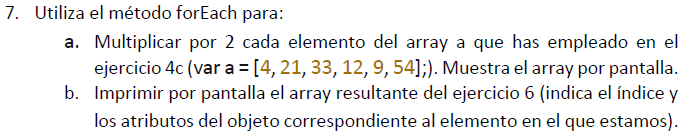 7. Utiliza el método forEach para:
a. Multiplicar por 2 cada elemento del array a que has empleado en el
ejercicio 4c (var a = [4, 21, 33, 12, 9, 54];). Muestra el array por pantalla.
b. Imprimir por pantalla el array resultante del ejercicio 6 (indica el índice y
los atributos del objeto correspondiente al elemento en el que estamos).